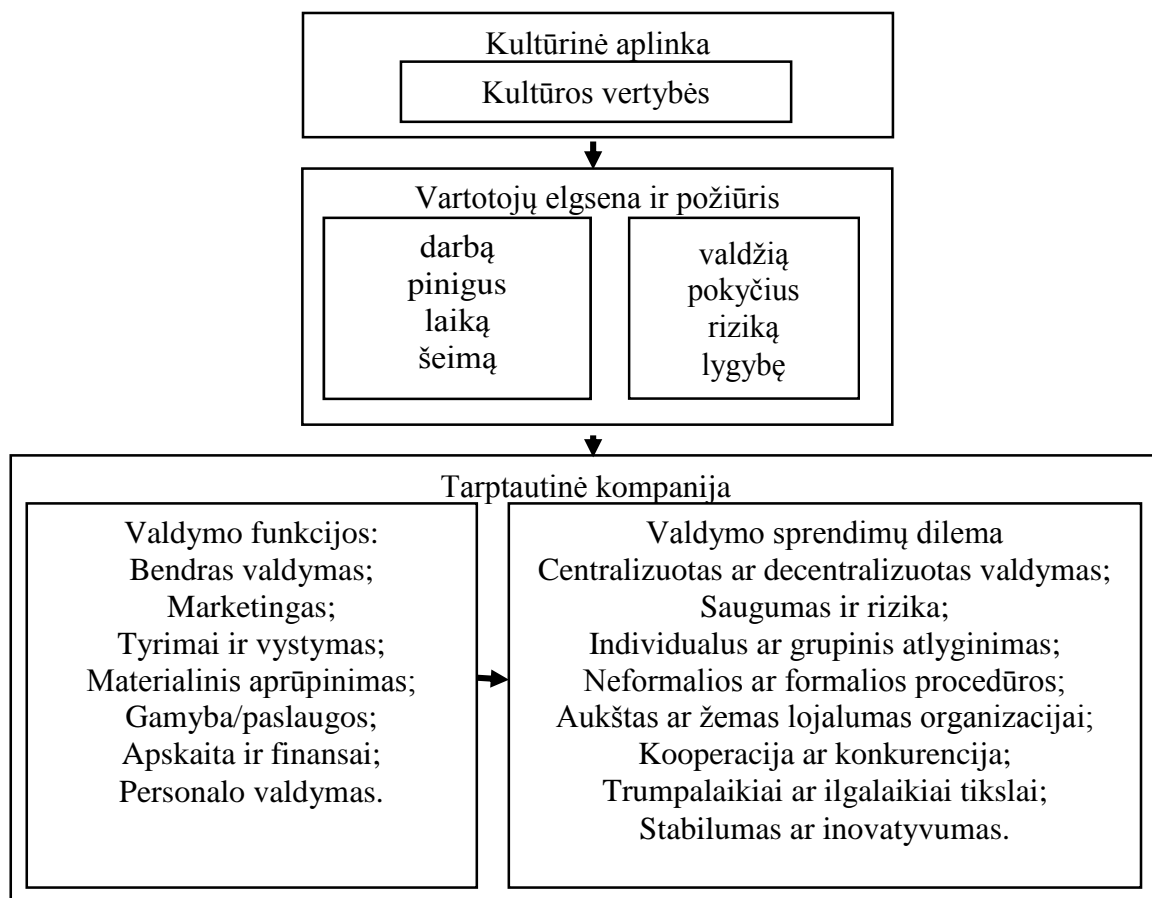 Kultūrinė aplinka
Kultūros vertybės
Vartotojų elgsena ir požiūris
darbą
pinigus
laiką
šeimą
valdžią
pokyčius
riziką
lygybę
Tarptautinė kompanija
Valdymo funkcijos:
Bendras valdymas;
Marketingas;
Tyrimai ir vystymas;
Materialinis aprūpinimas;
Gamyba/paslaugos;
Apskaita ir finansai;
Personalo valdymas.
Valdymo sprendimų dilema
Centralizuotas ar decentralizuotas valdymas;
Saugumas ir rizika;
Individualus ar grupinis atlyginimas;
Neformalios ar formalios procedūros;
Aukštas ar žemas lojalumas organizacijai;
Kooperacija ar konkurencija;
Trumpalaikiai ar ilgalaikiai tikslai;
Stabilumas ar inovatyvumas.